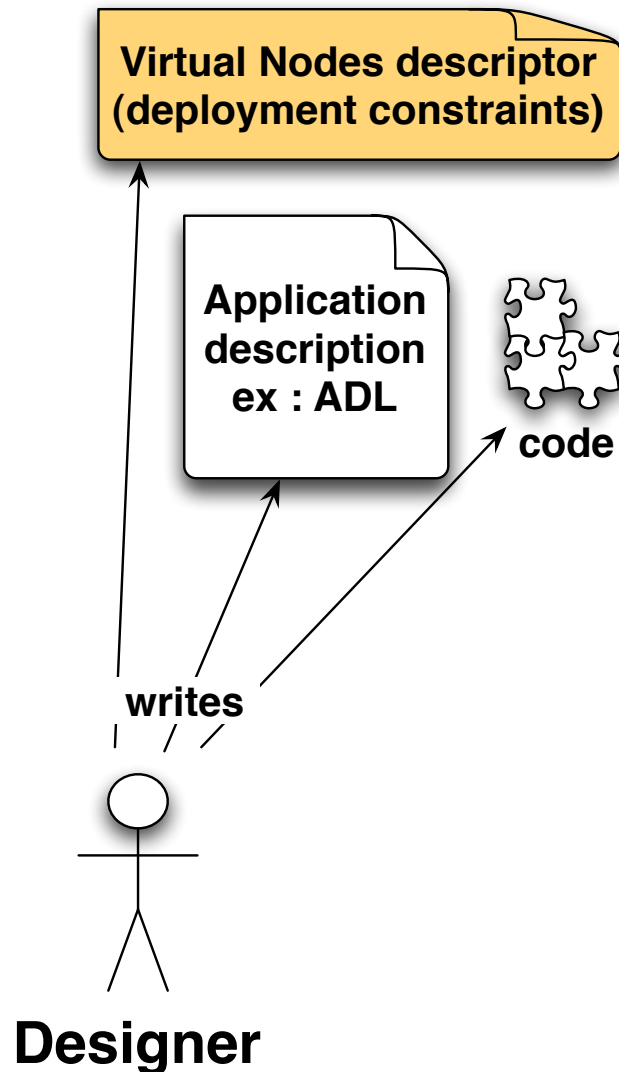 Virtual Nodes descriptor
(deployment constraints)
Application
description
ex : ADL
code
writes
Designer